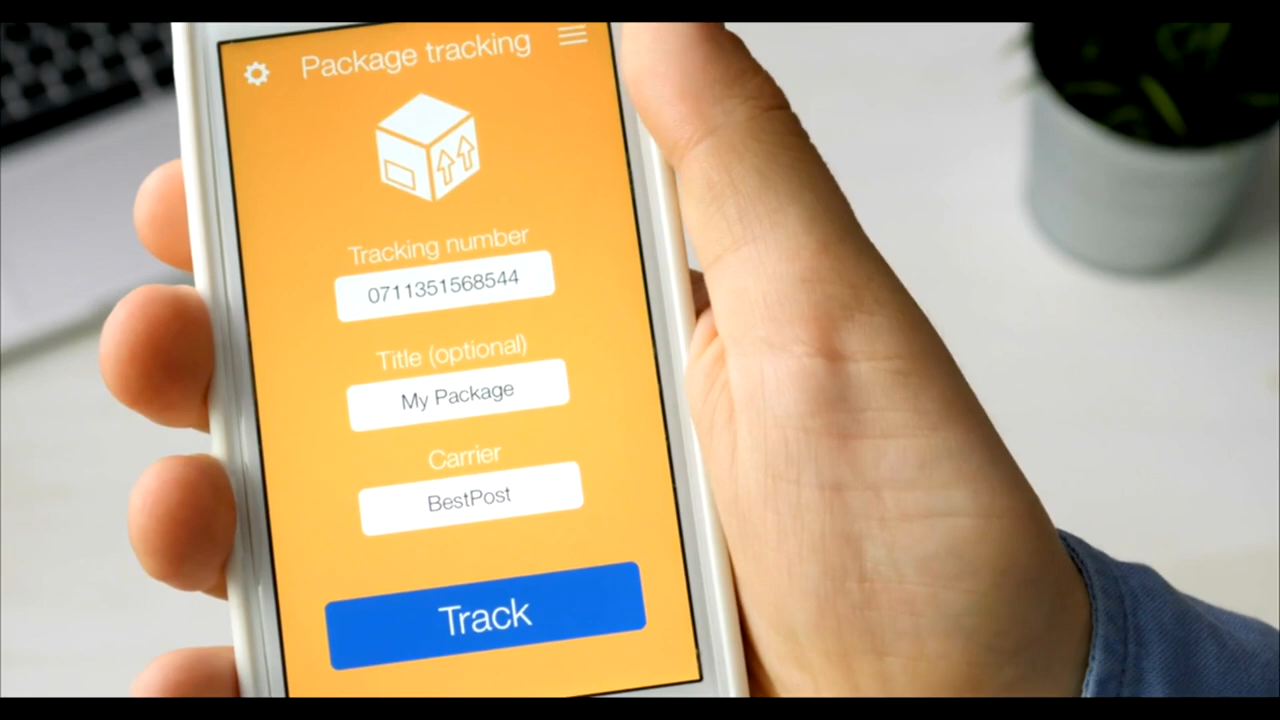 Package tracking
Tracking number
0711351568544
Title (optional)
My Package
Carrier
BestPost
Track